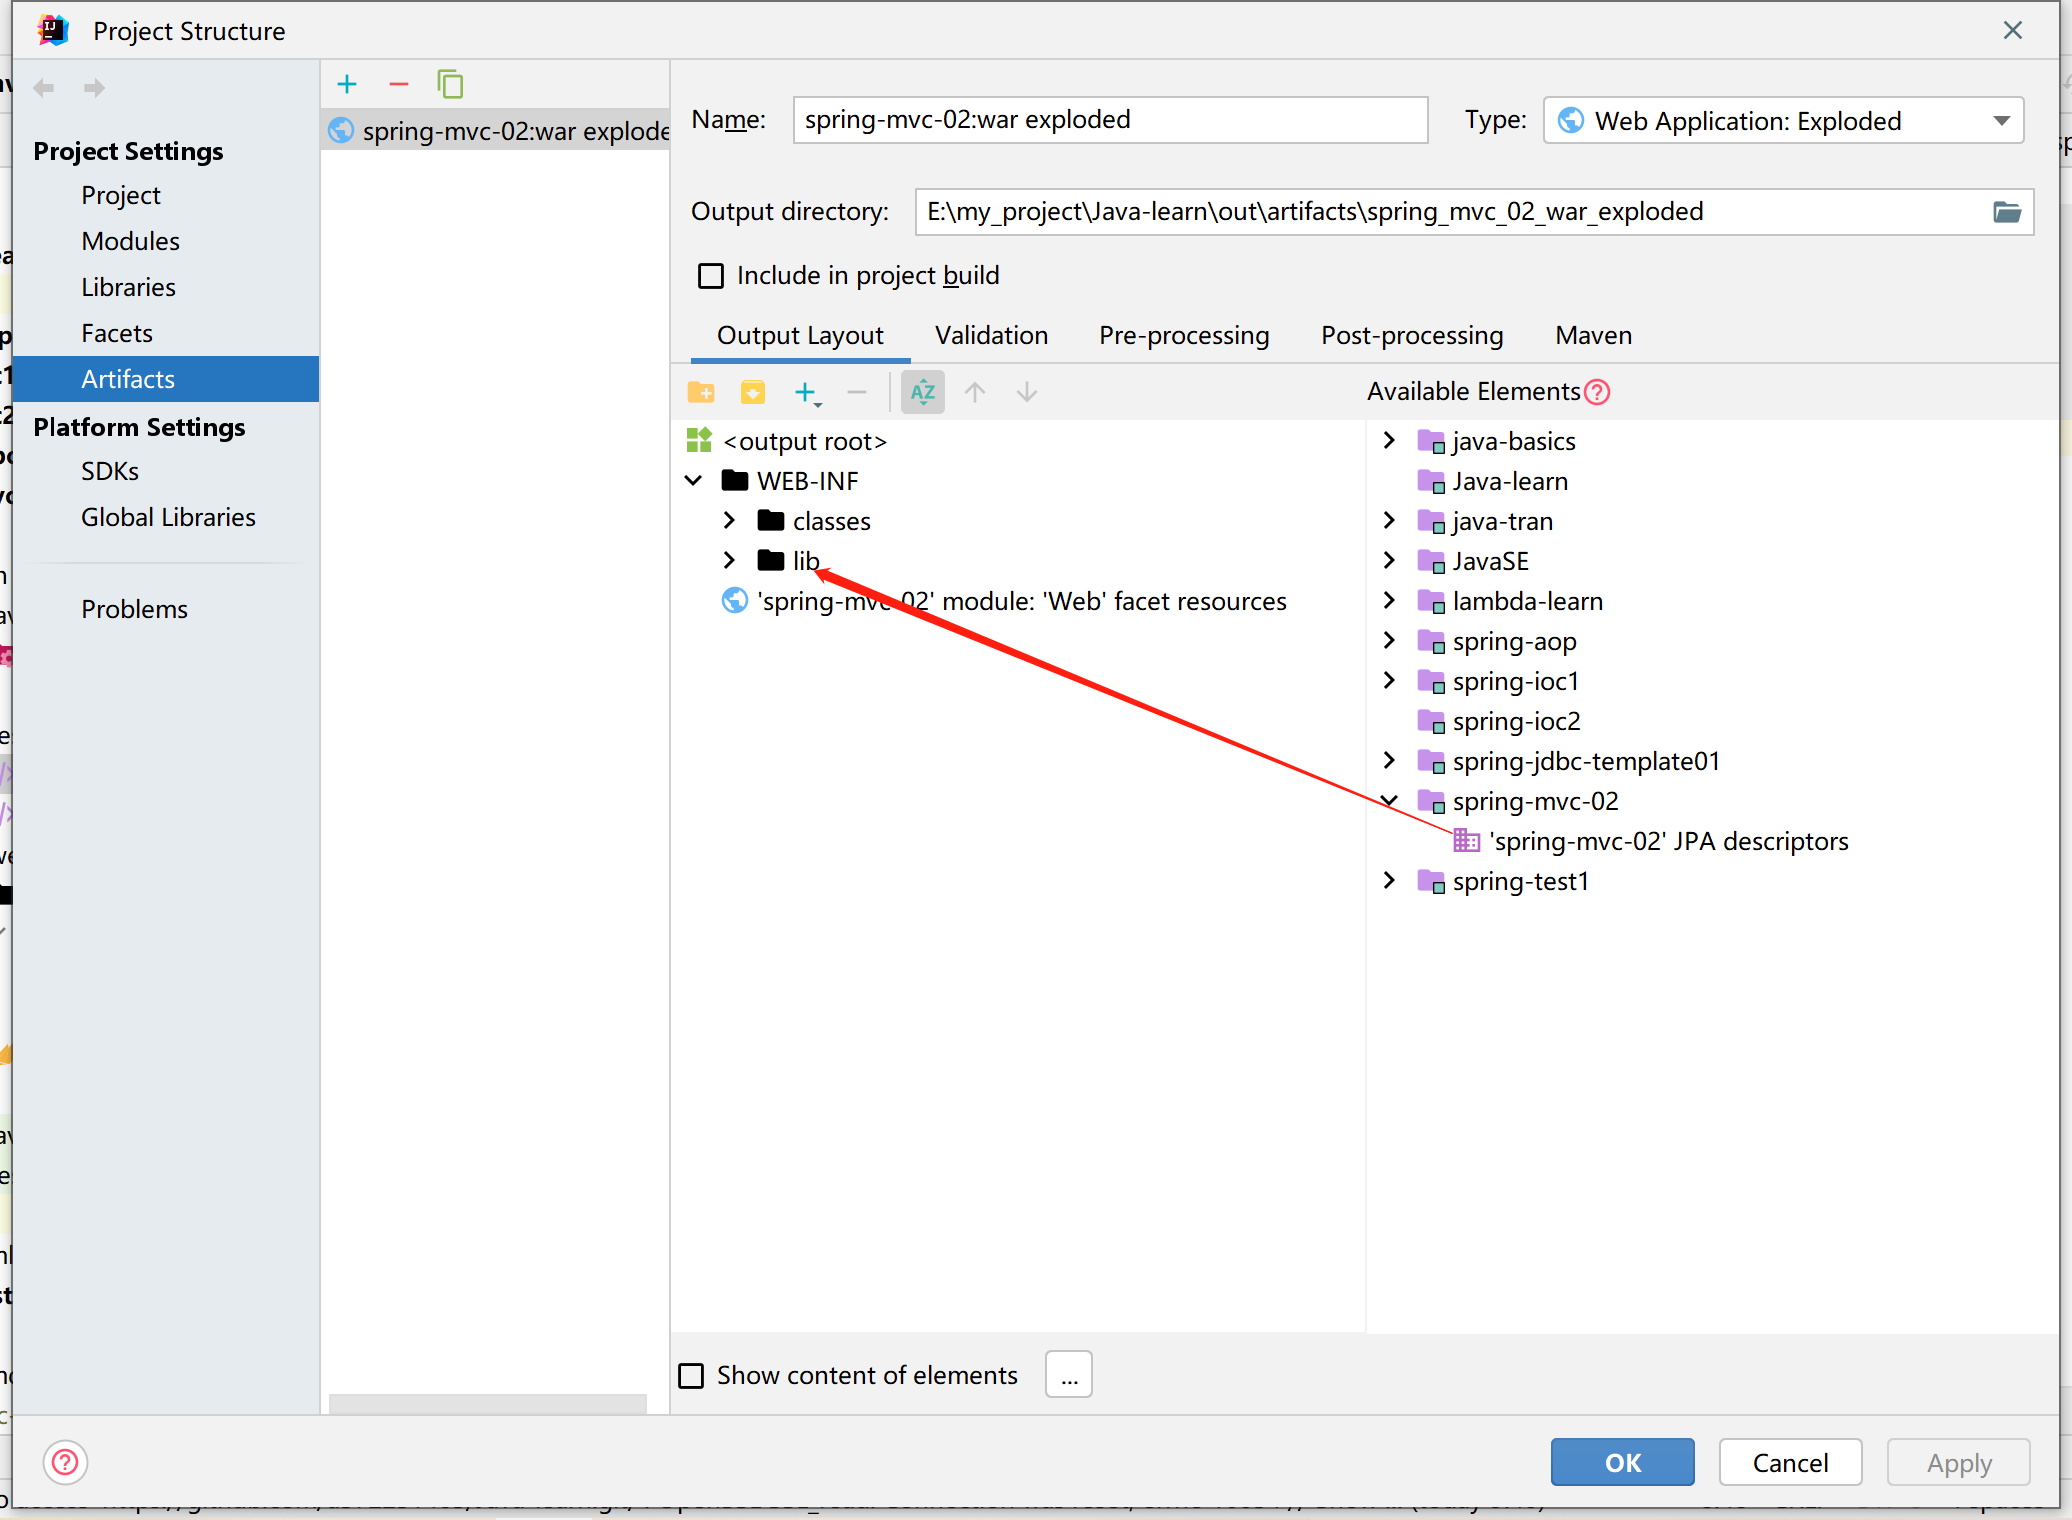 Project Structure
Project Settings
Project
Modules
Libraries
Facets
Artifacts
Platform Settings
SDKs
Global Libraries
Problems
spring-mvc-02:war explode
Name: spring-mvc-02:war exploded
Type: Web Application: Exploded
Output directory: E:\my_project\Java-learn\out\artifacts\spring_mvc_02_war_exploded
Include in project build
Output Layout Validation Pre-processing Post-processing Maven
AZ
Available Elements
<output root>
WEB-INF
classes
lib
'spring-mvc-02' module: 'Web' facet resources
java-basics
Java-learn
java-tran
JavaSE
lambda-learn
spring-aop
spring-ioc1
spring-ioc2
spring-jdbc-template01
spring-mvc-02
'spring-mvc-02' JPA descriptors
spring-test1
Show content of elements ...
OK Cancel Apply